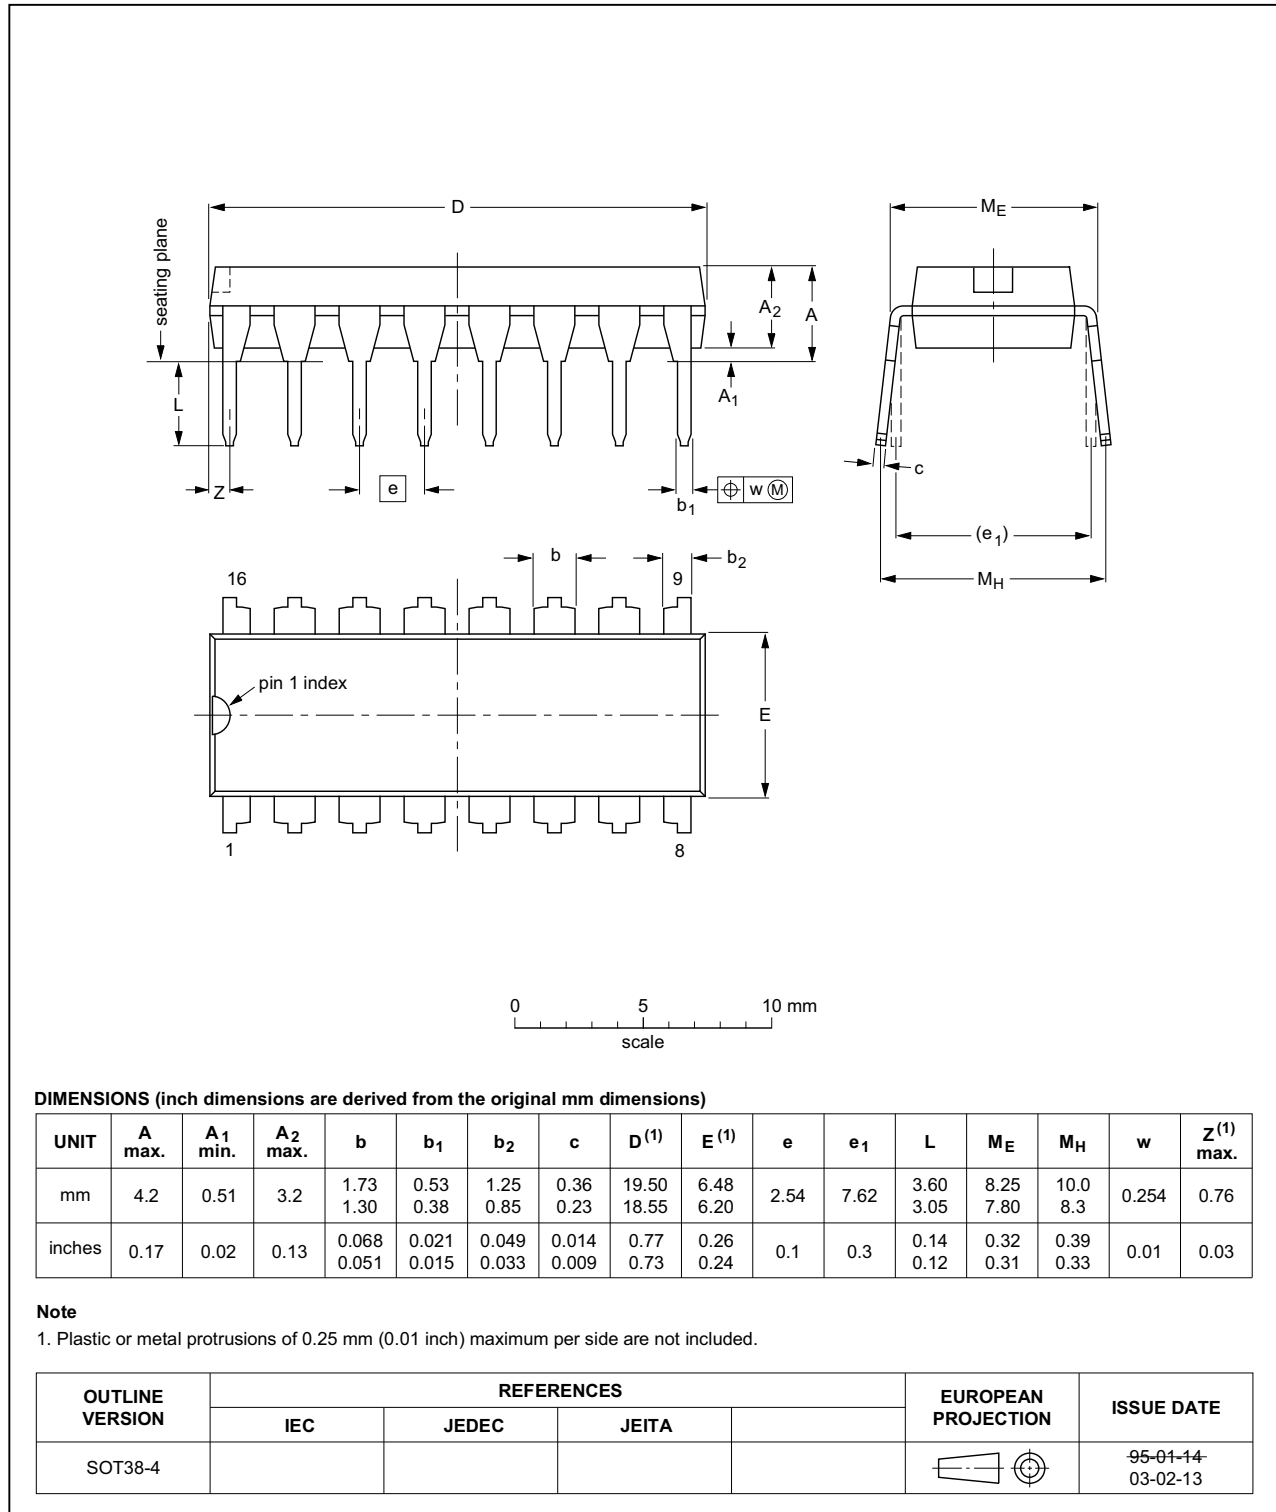 D
ME
seating plane
A2
A
L
A1
c
Z
e
b1
w M
(e1)
MH
b
b2
16
9
pin 1 index
E
1
8
0 5 10 mm
scale
DIMENSIONS (inch dimensions are derived from the original mm dimensions)
UNIT A max. A1 min. A2 max. b b1 b2 c D(1) E(1) e e1 L ME MH w Z(1) max.
mm 4.2 0.51 3.2 1.73 1.30 0.53 0.38 1.25 0.85 0.36 0.23 19.50 18.55 6.48 6.20 2.54 7.62 3.60 3.05 8.25 7.80 10.0 8.3 0.254 0.76
inches 0.17 0.02 0.13 0.068 0.051 0.021 0.015 0.049 0.033 0.014 0.009 0.77 0.73 0.26 0.24 0.1 0.3 0.14 0.12 0.32 0.31 0.39 0.33 0.01 0.03
Note
1. Plastic or metal protrusions of 0.25 mm (0.01 inch) maximum per side are not included.
OUTLINE VERSION REFERENCES EUROPEAN PROJECTION ISSUE DATE
IEC JEDEC JEITA
SOT38-4 95-01-14
03-02-13